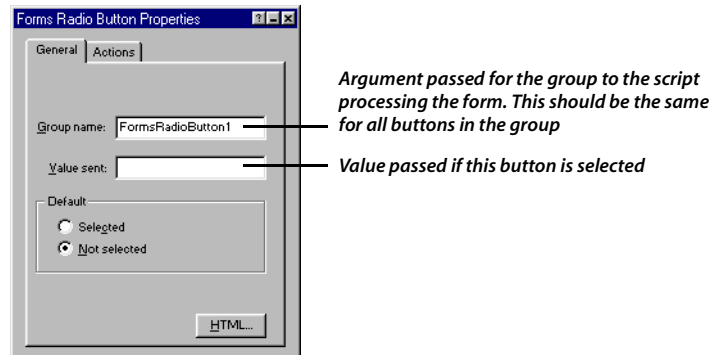 Forms Radio Button Properties
General Actions
Group name: FormsRadioButton1
Value sent:
Default
Selected
Not selected
HTML...
Argument passed for the group to the script
processing the form. This should be the same
for all buttons in the group
Value passed if this button is selected